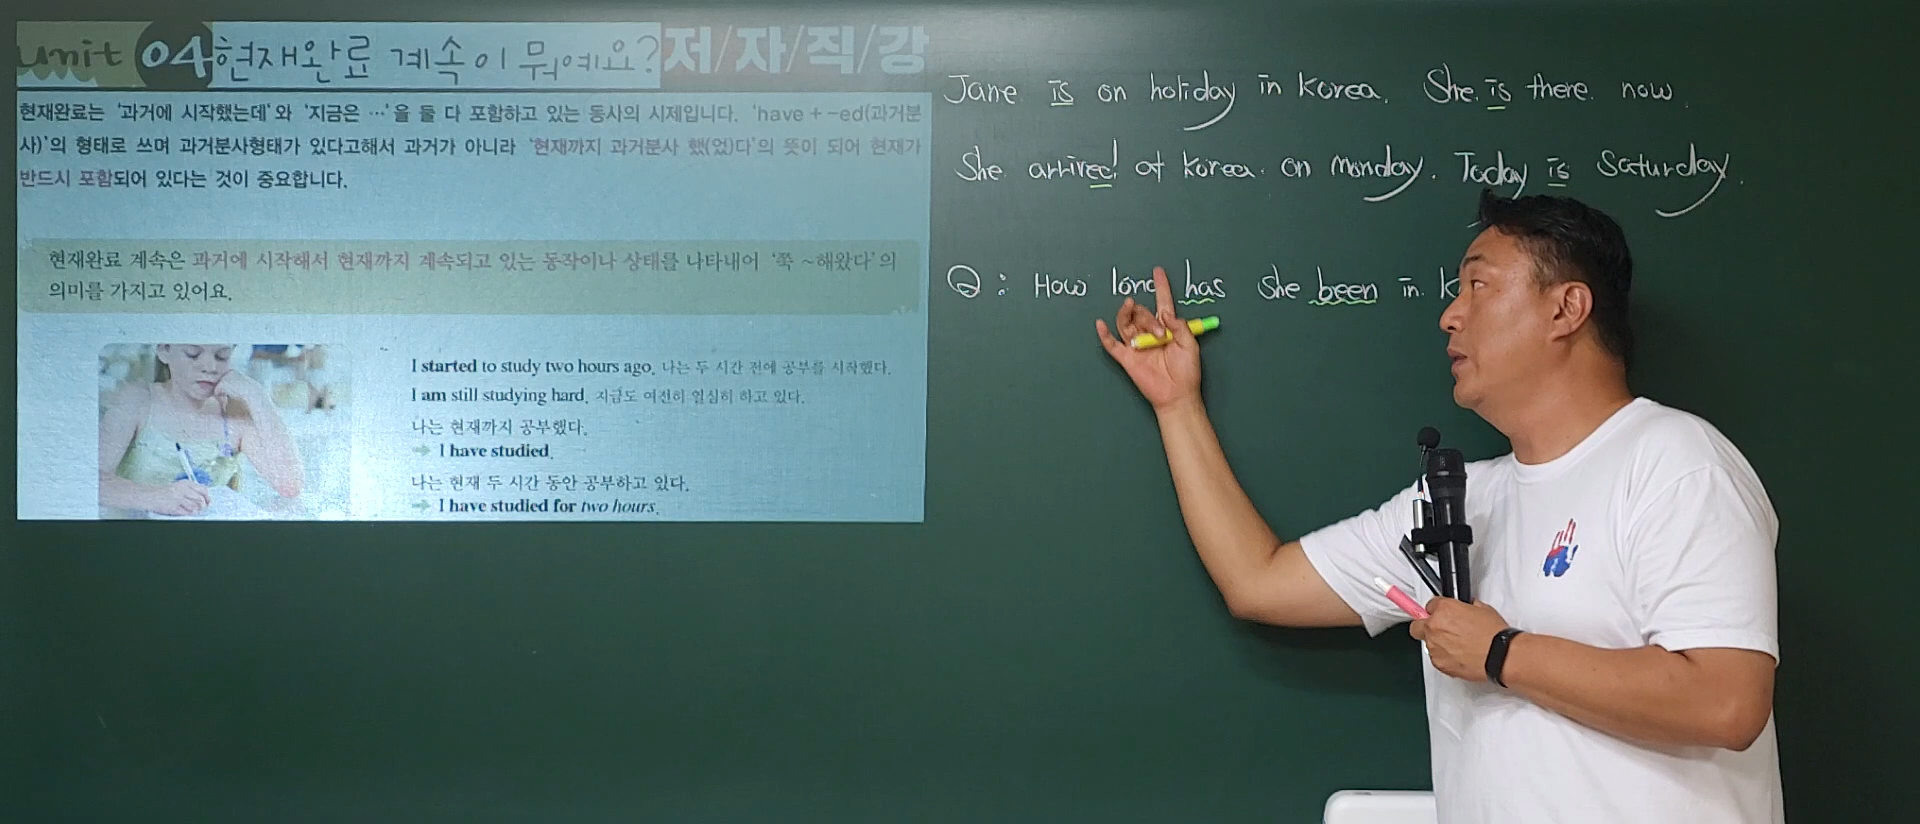 unit 04 현재완료 계속이 뭐예요? 저/자/직/강
현재완료는 '과거에 시작했는데'와 '지금은 …'을 둘 다 포함하고 있는 동사의 시제입니다. 'have + -ed(과거분
사)'의 형태로 쓰며 과거분사형태가 있다고해서 과거가 아니라 '현재까지 과거분사 했(었)다'의 뜻이 되어 현재가
반드시 포함되어 있다는 것이 중요합니다.
현재완료 계속은 과거에 시작해서 현재까지 계속되고 있는 동작이나 상태를 나타내어 '쭉 ~해왔다'의
의미를 가지고 있어요.
I started to study two hours ago. 나는 두 시간 전에 공부를 시작했다.
I am still studying hard. 지금도 여전히 열심히 하고 있다.
나는 현재까지 공부했다.
➔ I have studied.
나는 현재 두 시간 동안 공부하고 있다.
➔ I have studied for two hours.
Jane is on holiday in Korea. She is there now.
She arrived at Korea on Monday. Today is Saturday.
Q : How long has she been in K